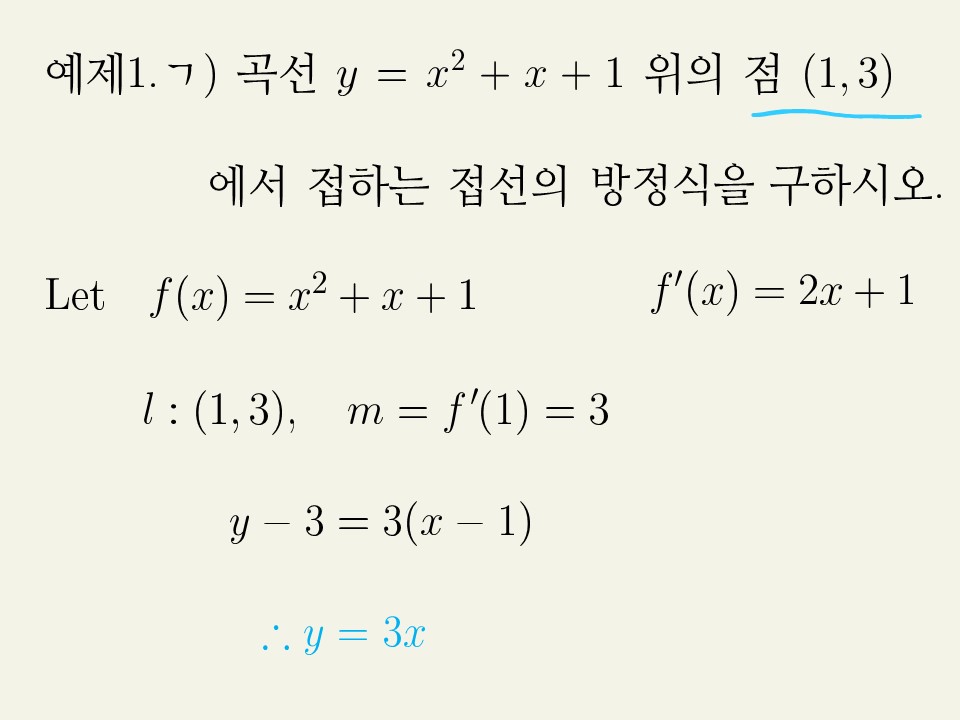 예제1. ㄱ) 곡선 y = x² + x + 1 위의 점 (1, 3)
에서 접하는 접선의 방정식을 구하시오.
Let f(x) = x² + x + 1 f′(x) = 2x + 1
l : (1, 3), m = f′(1) = 3
y − 3 = 3(x − 1)
∴ y = 3x